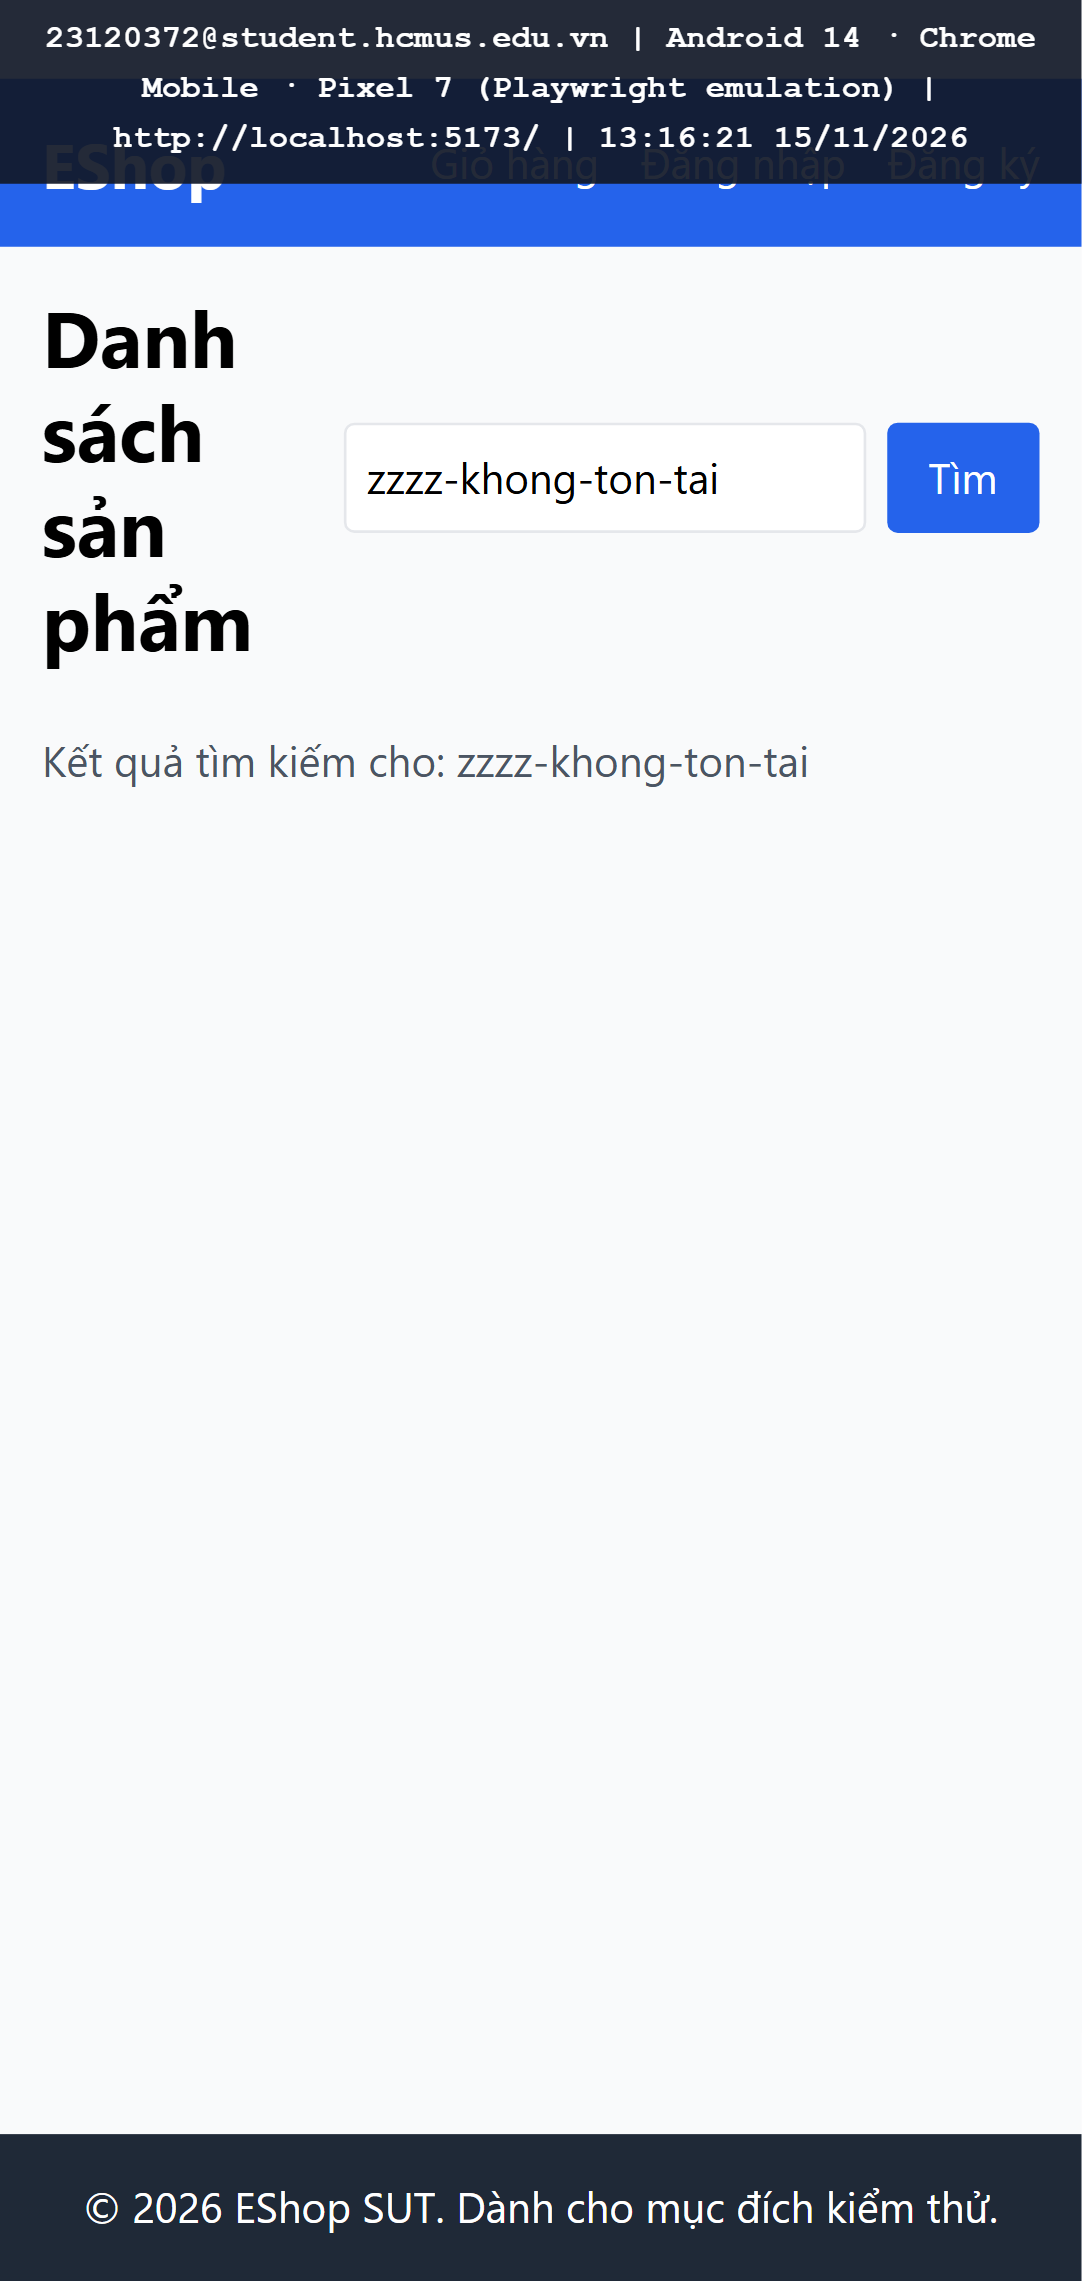 23120372@student.hcmus.edu.vn | Android 14 · Chrome
Mobile · Pixel 7 (Playwright emulation) |
http://localhost:5173/ | 13:16:21 15/11/2026
EShop
Giỏ hàng Đăng nhập Đăng ký
Danh
sách
sản
phẩm
zzzz-khong-ton-tai
Tìm
Kết quả tìm kiếm cho: zzzz-khong-ton-tai
© 2026 EShop SUT. Dành cho mục đích kiểm thử.